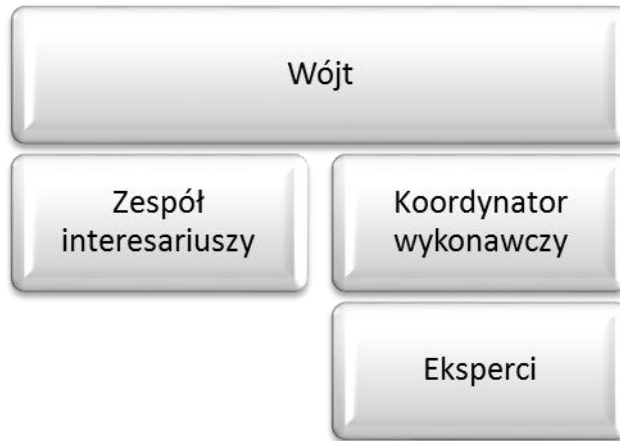 Wójt
Zespół
interesariuszy
Koordynator
wykonawczy
Eksperci